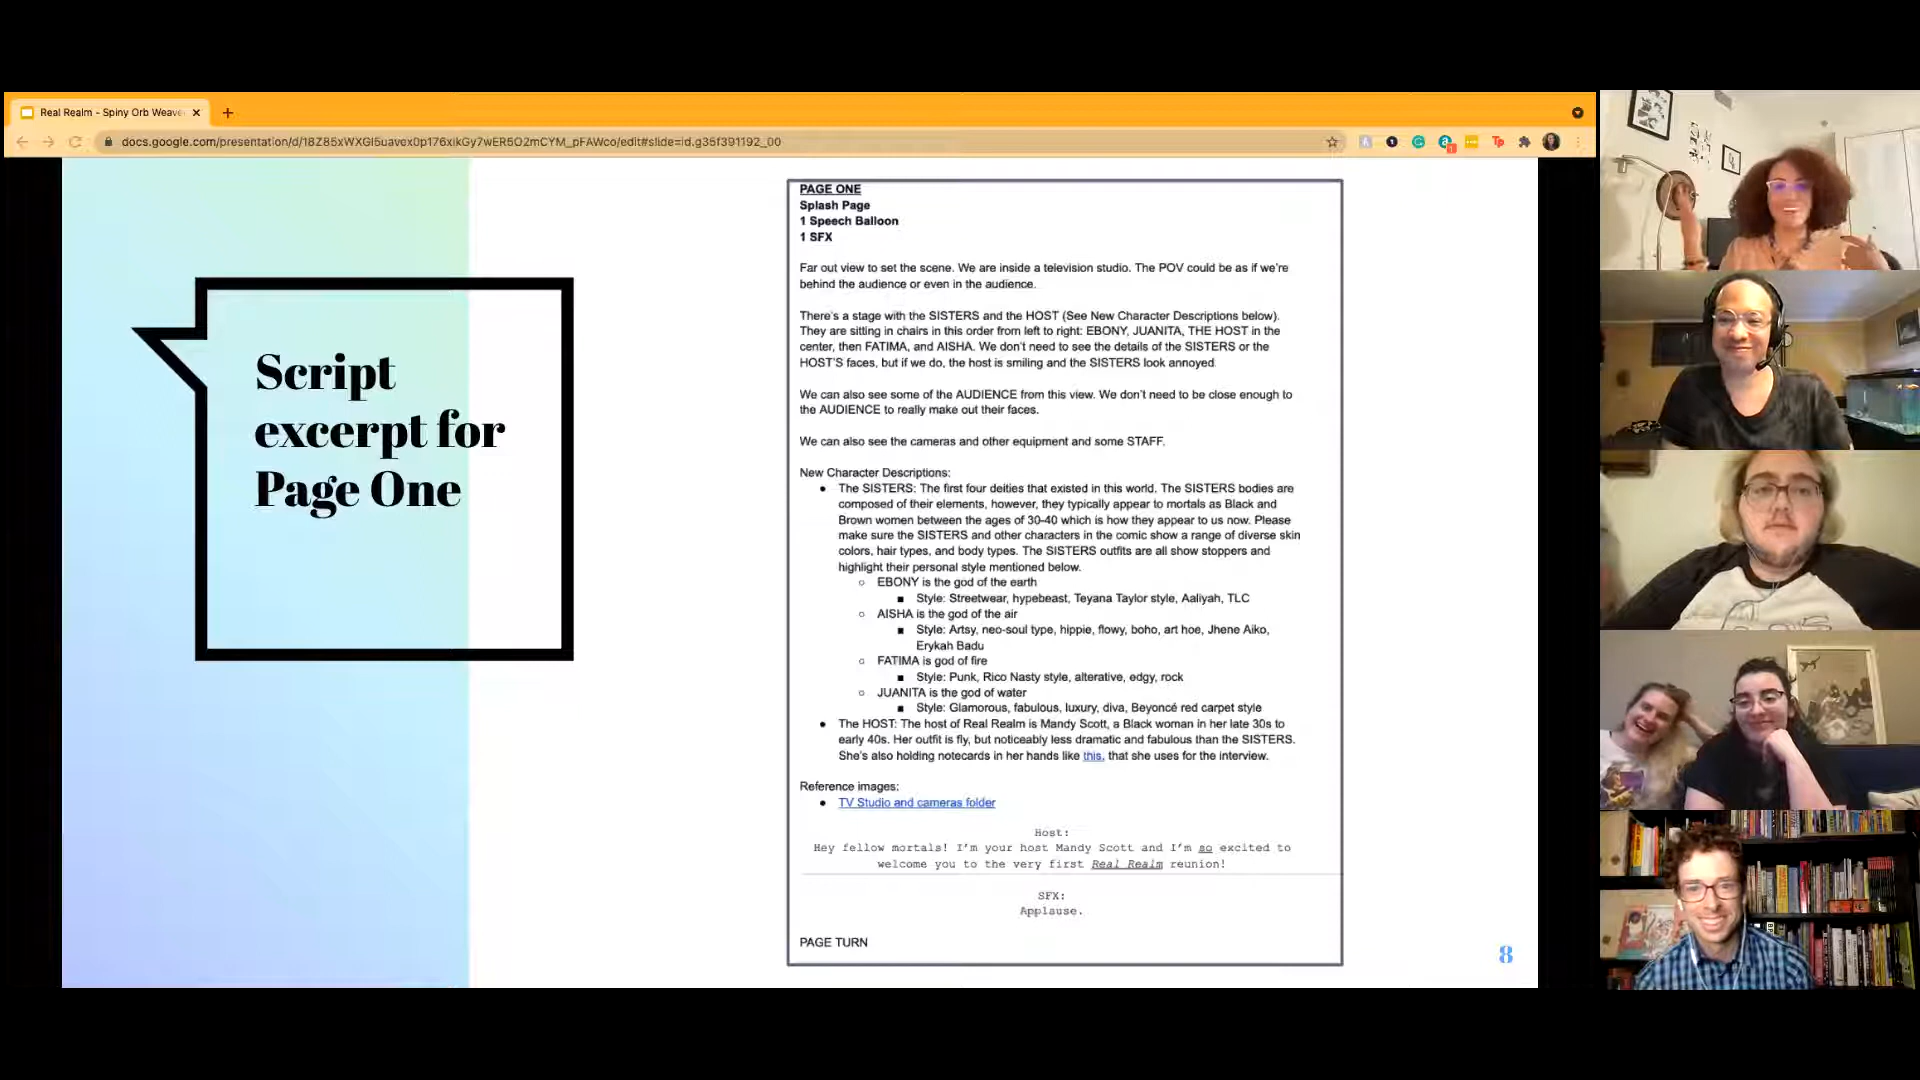 Real Realm - Spiny Orb Weave
docs.google.com/presentation/d/18Z85xWXGl5uavex0p176xikGy7wER5O2mCYM_pFAWco/edit#slide=id.g35f391192_00
Script
excerpt for
Page One
PAGE ONE
Splash Page
1 Speech Balloon
1 SFX
Far out view to set the scene. We are inside a television studio. The POV could be as if we're
behind the audience or even in the audience.
There's a stage with the SISTERS and the HOST (See New Character Descriptions below).
They are sitting in chairs in this order from left to right: EBONY, JUANITA, THE HOST in the
center, then FATIMA, and AISHA. We don't need to see the details of the SISTERS or the
HOST'S faces, but if we do, the host is smiling and the SISTERS look annoyed.
We can also see some of the AUDIENCE from this view. We don't need to be close enough to
the AUDIENCE to really make out their faces.
We can also see the cameras and other equipment and some STAFF.
New Character Descriptions:
● The SISTERS: The first four deities that existed in this world. The SISTERS bodies are
composed of their elements, however, they typically appear to mortals as Black and
Brown women between the ages of 30-40 which is how they appear to us now. Please
make sure the SISTERS and other characters in the comic show a range of diverse skin
colors, hair types, and body types. The SISTERS outfits are all show stoppers and
highlight their personal style mentioned below.
○ EBONY is the god of the earth
■ Style: Streetwear, hypebeast, Teyana Taylor style, Aaliyah, TLC
○ AISHA is the god of the air
■ Style: Artsy, neo-soul type, hippie, flowy, boho, art hoe, Jhene Aiko,
Erykah Badu
○ FATIMA is god of fire
■ Style: Punk, Rico Nasty style, alterative, edgy, rock
○ JUANITA is the god of water
■ Style: Glamorous, fabulous, luxury, diva, Beyoncé red carpet style
● The HOST: The host of Real Realm is Mandy Scott, a Black woman in her late 30s to
early 40s. Her outfit is fly, but noticeably less dramatic and fabulous than the SISTERS.
She's also holding notecards in her hands like this, that she uses for the interview.
Reference images:
● TV Studio and cameras folder
Host:
Hey fellow mortals! I'm your host Mandy Scott and I'm so excited to
welcome you to the very first Real Realm reunion!
SFX:
Applause.
PAGE TURN
8